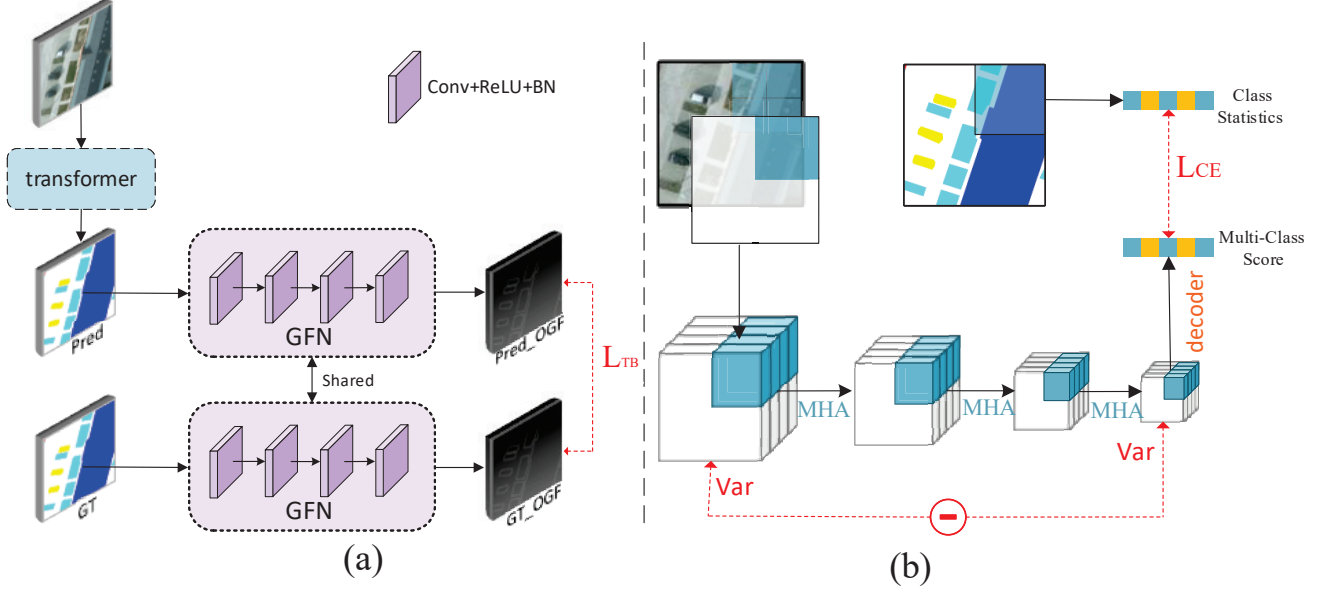 Conv+ReLU+BN
transformer
Pred
GFN
Pred_OGF
Shared
LTB
GT
GFN
GT_OGF
(a)
Class
Statistics
LCE
Multi-Class
Score
decoder
MHA
MHA
MHA
Var
Var
(b)